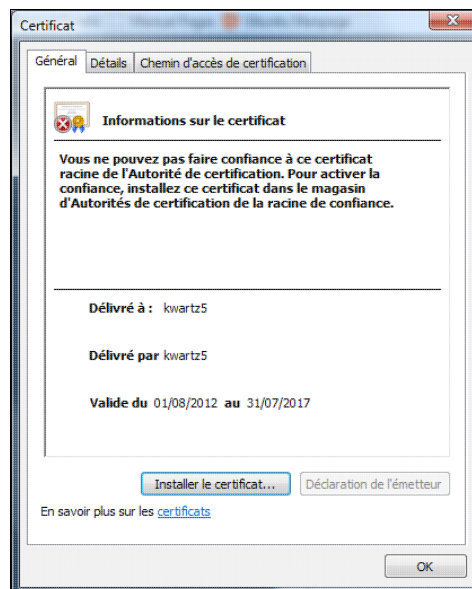 Certificat
Général Détails Chemin d'accès de certification
Informations sur le certificat
Vous ne pouvez pas faire confiance à ce certificat
racine de l'Autorité de certification. Pour activer la
confiance, installez ce certificat dans le magasin
d'Autorités de certification de la racine de confiance.
Délivré à : kwartz5
Délivré par kwartz5
Valide du 01/08/2012 au 31/07/2017
Installer le certificat... Déclaration de l'émetteur
En savoir plus sur les certificats
OK